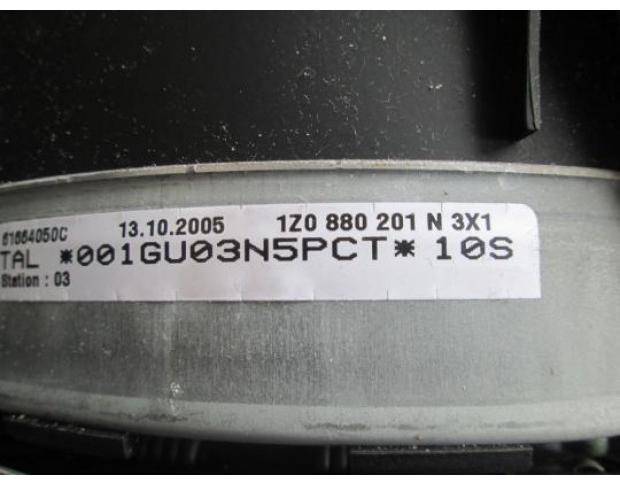 61664050C 13.10.2005 1Z0 880 201 N 3X1
TAL *001GU03N5PCT* 10S
Station : 03